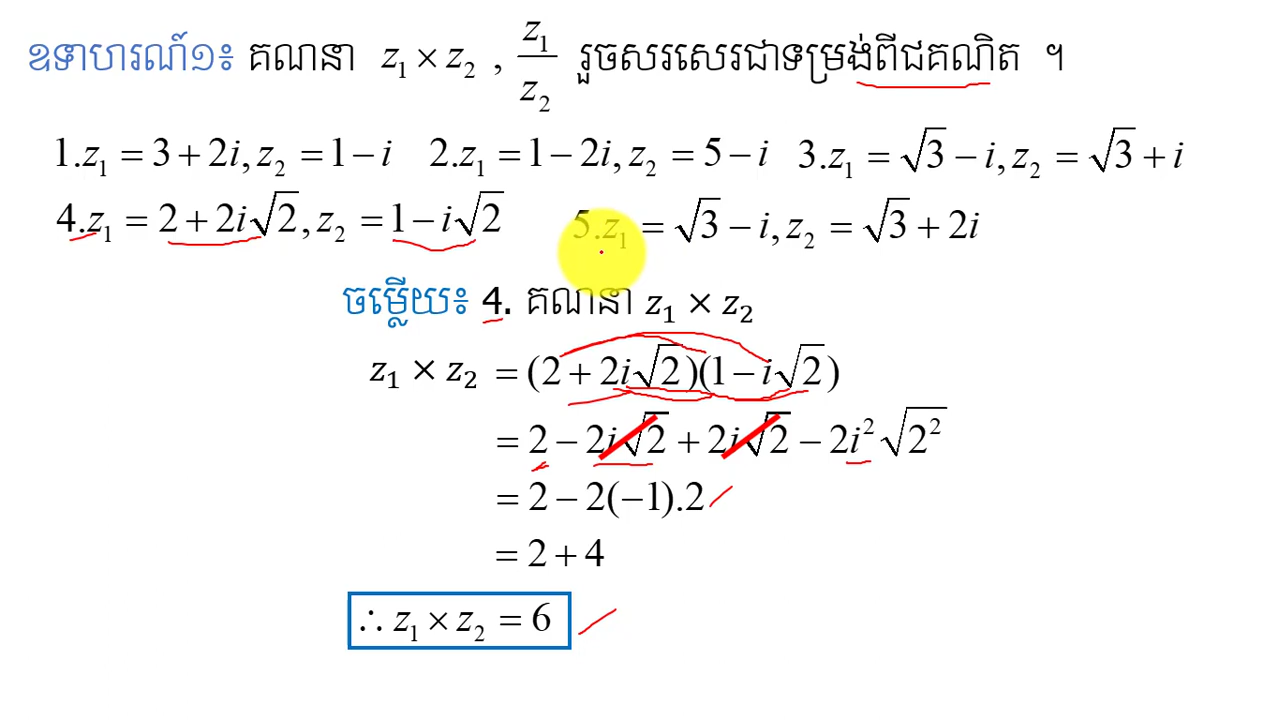 ឧទាហរណ៍១៖ គណនា z₁ × z₂ , z₁/z₂ រួចសរសេរជាទម្រង់ពីជគណិត ។
1.z₁ = 3 + 2i, z₂ = 1 − i 2.z₁ = 1 − 2i, z₂ = 5 − i 3.z₁ = √3 − i, z₂ = √3 + i
4.z₁ = 2 + 2i√2, z₂ = 1 − i√2 5.z₁ = √3 − i, z₂ = √3 + 2i
ចម្លើយ៖ 4. គណនា z₁ × z₂
z₁ × z₂ = (2 + 2i√2)(1 − i√2)
= 2 − 2i√2 + 2i√2 − 2i²√2²
= 2 − 2(−1).2
= 2 + 4
∴ z₁ × z₂ = 6